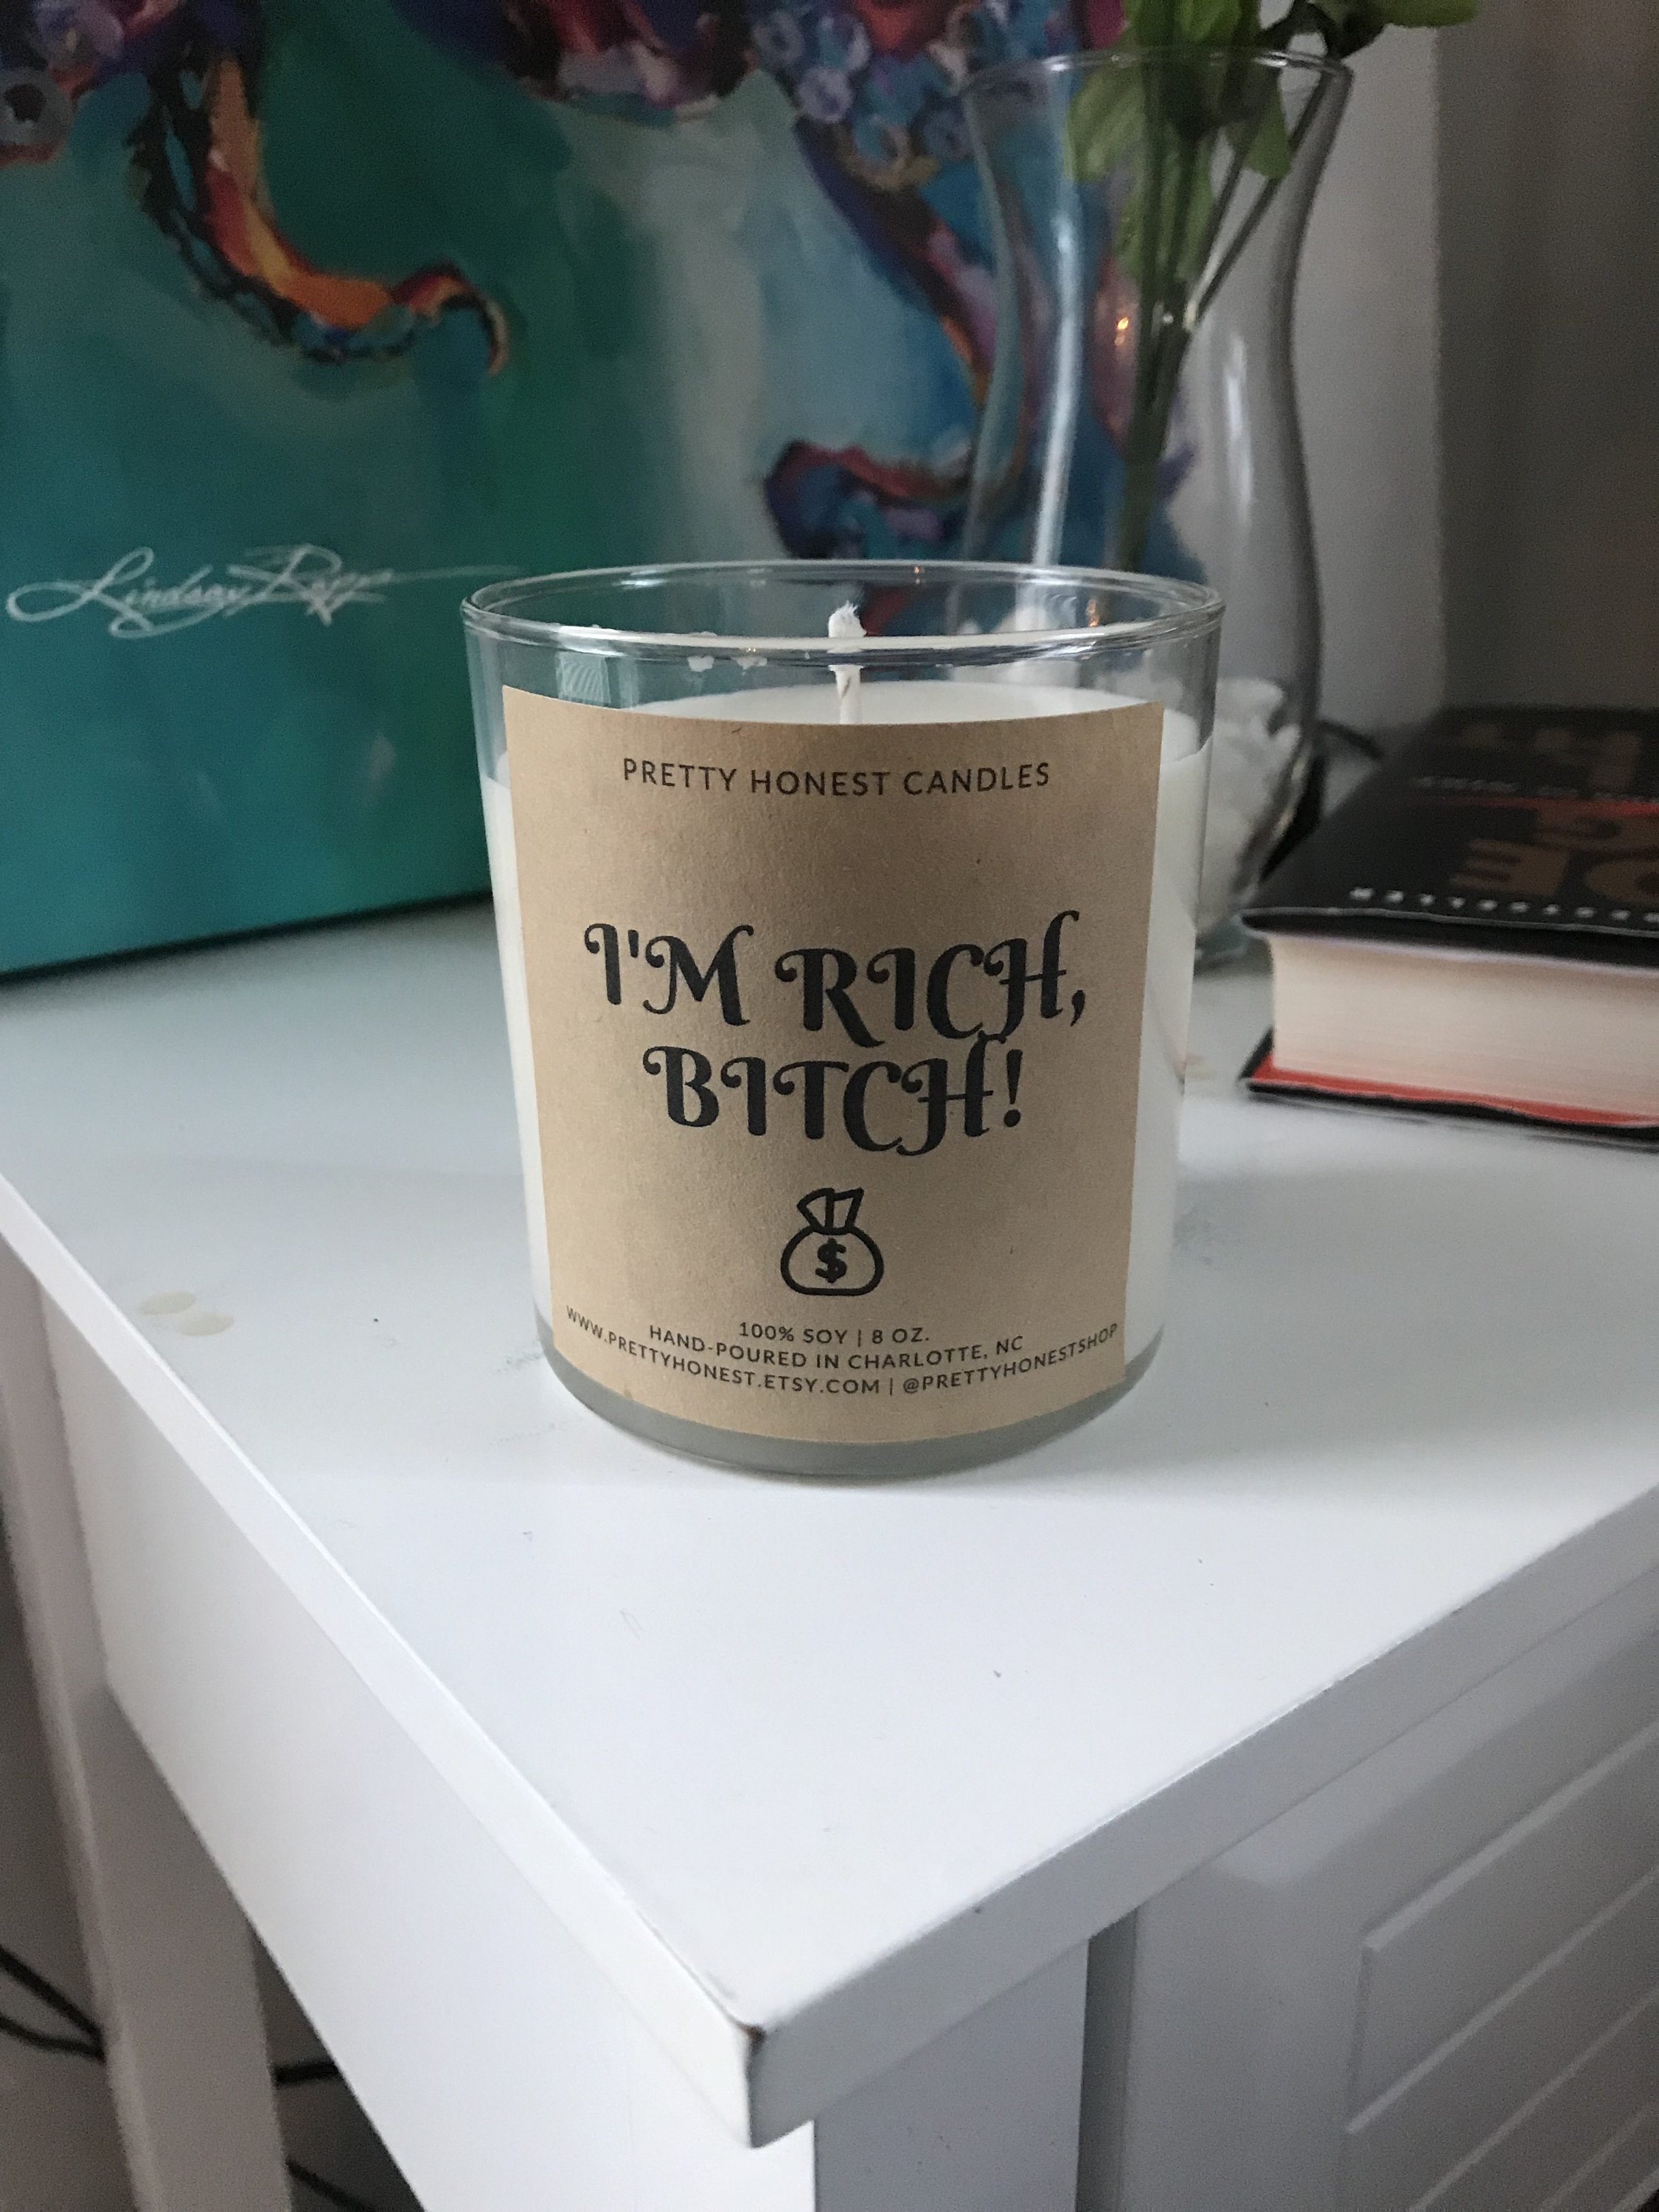 Lindsay
PRETTY HONEST CANDLES
I'M RICH,
BITCH!
$
100% SOY | 8 OZ.
HAND-POURED IN CHARLOTTE, NC
WWW.PRETTYHONEST.ETSY.COM | @PRETTYHONESTSHOP